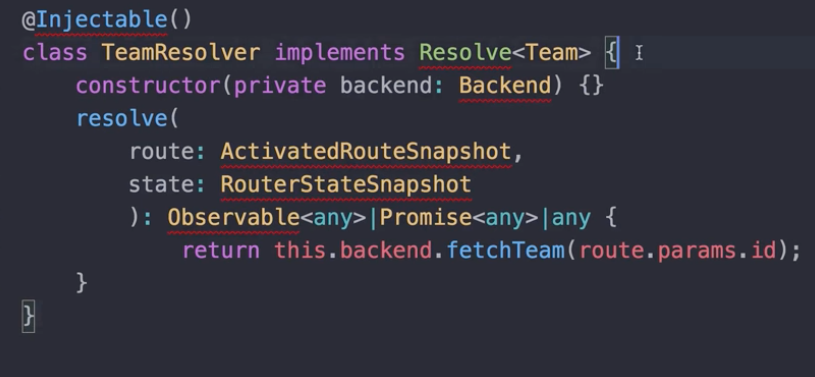 @Injectable()
class TeamResolver implements Resolve<Team> {
    constructor(private backend: Backend) {}
    resolve(
        route: ActivatedRouteSnapshot,
        state: RouterStateSnapshot
        ): Observable<any>|Promise<any>|any {
            return this.backend.fetchTeam(route.params.id);
    }
}